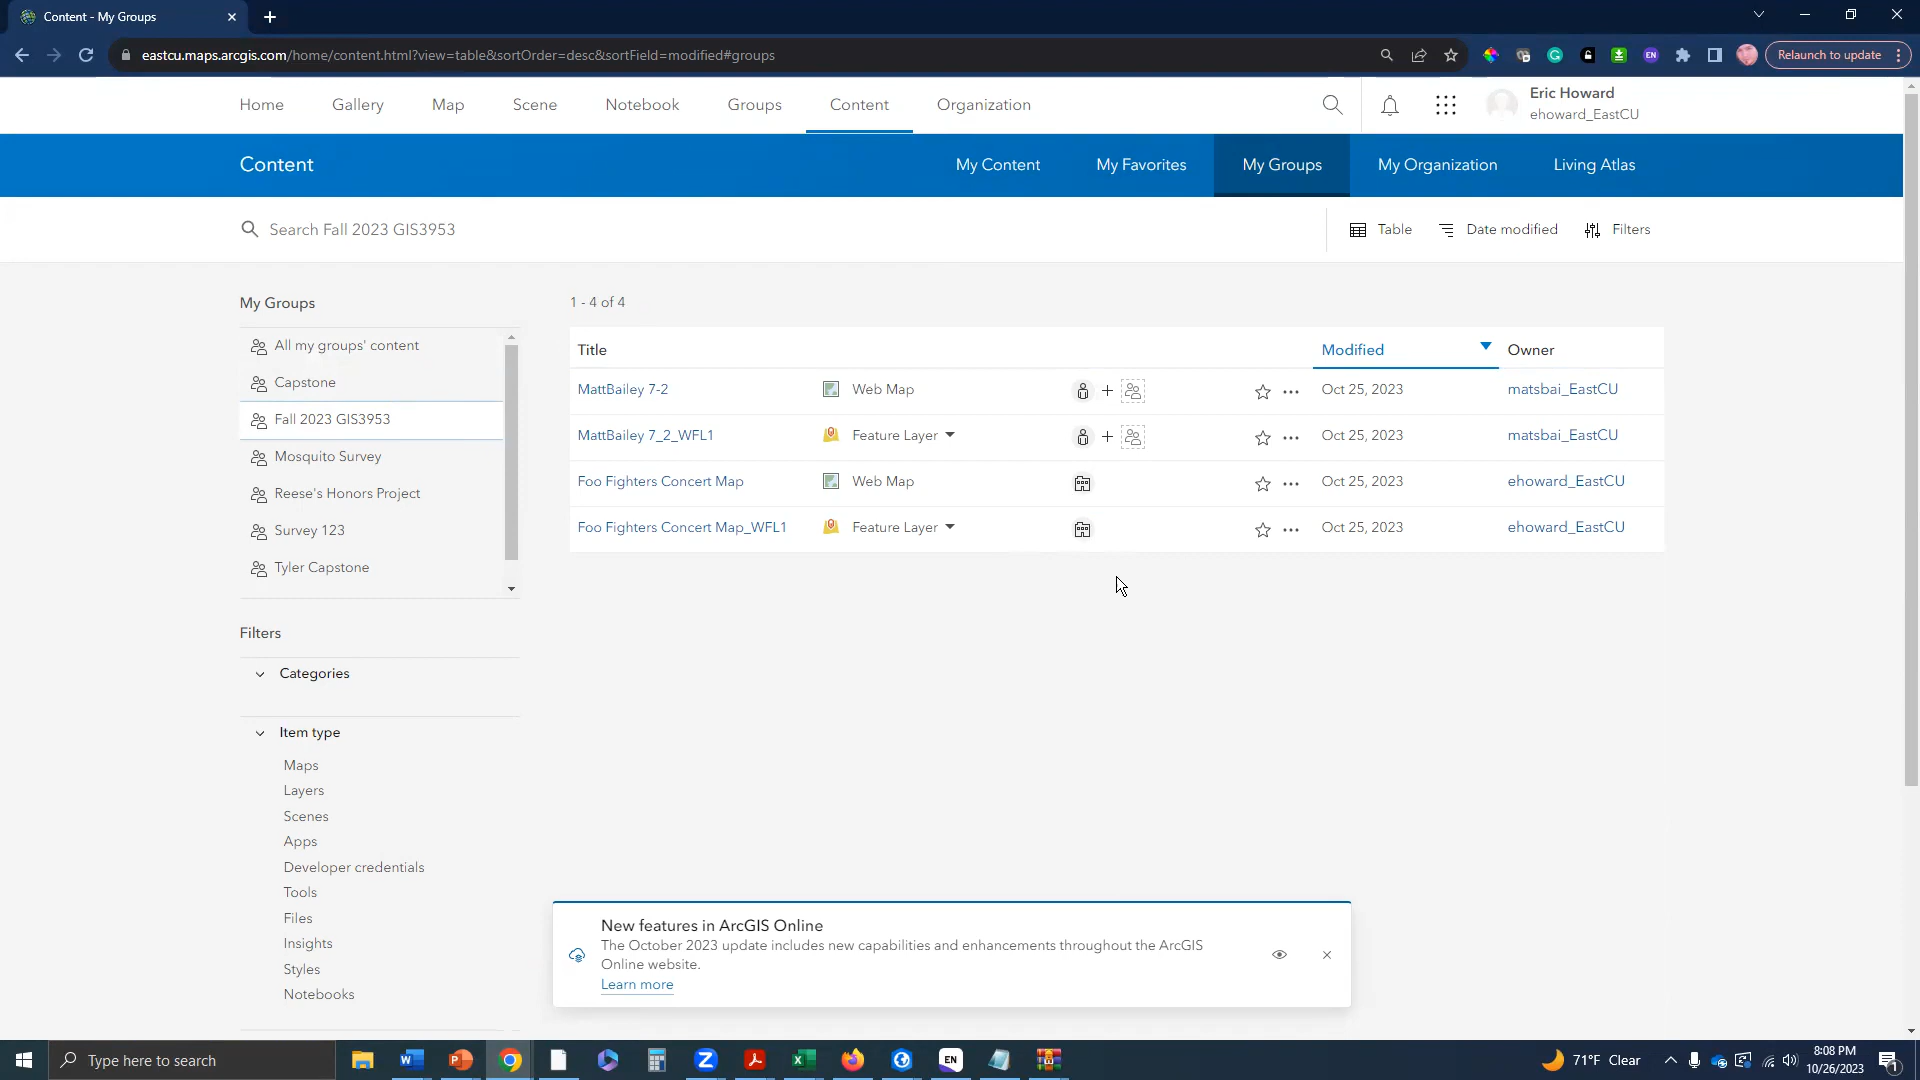 Content - My Groups
eastcu.maps.arcgis.com/home/content.html?view=table&sortOrder=desc&sortField=modified#groups
EN
Relaunch to update
Home Gallery Map Scene Notebook Groups Content Organization
Eric Howard
ehoward_EastCU
Content
My Content My Favorites My Groups My Organization Living Atlas
Search Fall 2023 GIS3953
Table Date modified Filters
My Groups
All my groups' content
Capstone
Fall 2023 GIS3953
Mosquito Survey
Reese's Honors Project
Survey 123
Tyler Capstone
1 - 4 of 4
Title Modified Owner
MattBailey 7-2 Web Map Oct 25, 2023 matsbai_EastCU
MattBailey 7_2_WFL1 Feature Layer Oct 25, 2023 matsbai_EastCU
Foo Fighters Concert Map Web Map Oct 25, 2023 ehoward_EastCU
Foo Fighters Concert Map_WFL1 Feature Layer Oct 25, 2023 ehoward_EastCU
Filters
Categories
Item type
Maps
Layers
Scenes
Apps
Developer credentials
Tools
Files
Insights
Styles
Notebooks
New features in ArcGIS Online
The October 2023 update includes new capabilities and enhancements throughout the ArcGIS
Online website.
Learn more
Type here to search
EN
71°F Clear
8:08 PM
10/26/2023
1